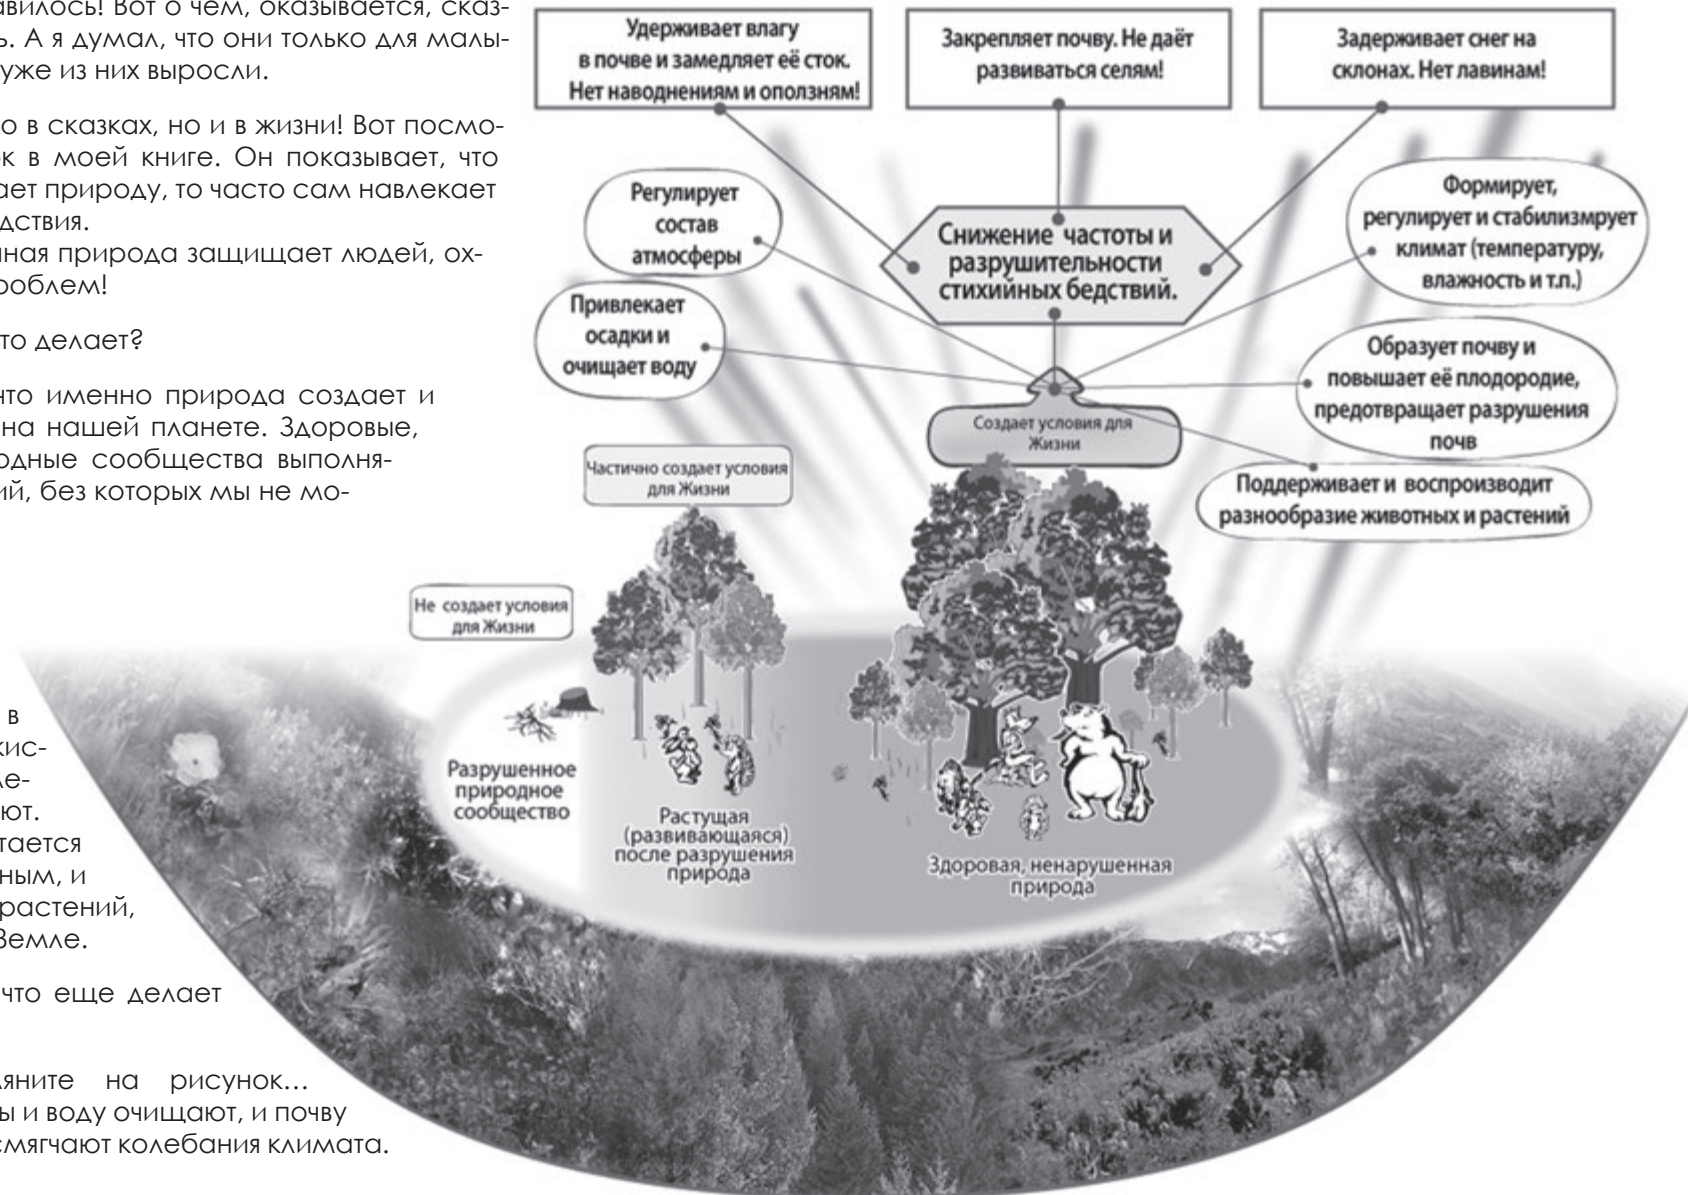 авилось! Вот о чем, оказывается, сказ-
ь. А я думал, что они только для малы-
уже из них выросли.
о в сказках, но и в жизни! Вот посмо-
ок в моей книге. Он показывает, что
ает природу, то часто сам навлекает
дствия.
нная природа защищает людей, ох-
роблем!
то делает?
что именно природа создает и
на нашей планете. Здоровые,
родные сообщества выполня-
ий, без которых мы не мо-
в
кис-
ле-
ют.
тается
ным, и
растений,
Земле.
что еще делает
ляните на рисунок...
ы и воду очищают, и почву
смягчают колебания климата.
Удерживает влагу
в почве и замедляет её сток.
Нет наводнениям и оползням!
Закрепляет почву. Не даёт
развиваться селям!
Задерживает снег на
склонах. Нет лавинам!
Регулирует
состав
атмосферы
Снижение частоты и
разрушительности
стихийных бедствий.
Формирует,
регулирует и стабилизмрует
климат (температуру,
влажность и т.п.)
Привлекает
осадки и
очищает воду
Образует почву и
повышает её плодородие,
предотвращает разрушения
почв
Создает условия для
Жизни
Частично создает условия
для Жизни
Поддерживает и воспроизводит
разнообразие животных и растений
Не создает условия
для Жизни
Разрушенное
природное
сообщество
Растущая
(развивающаяся)
после разрушения
природа
Здоровая, ненарушенная
природа